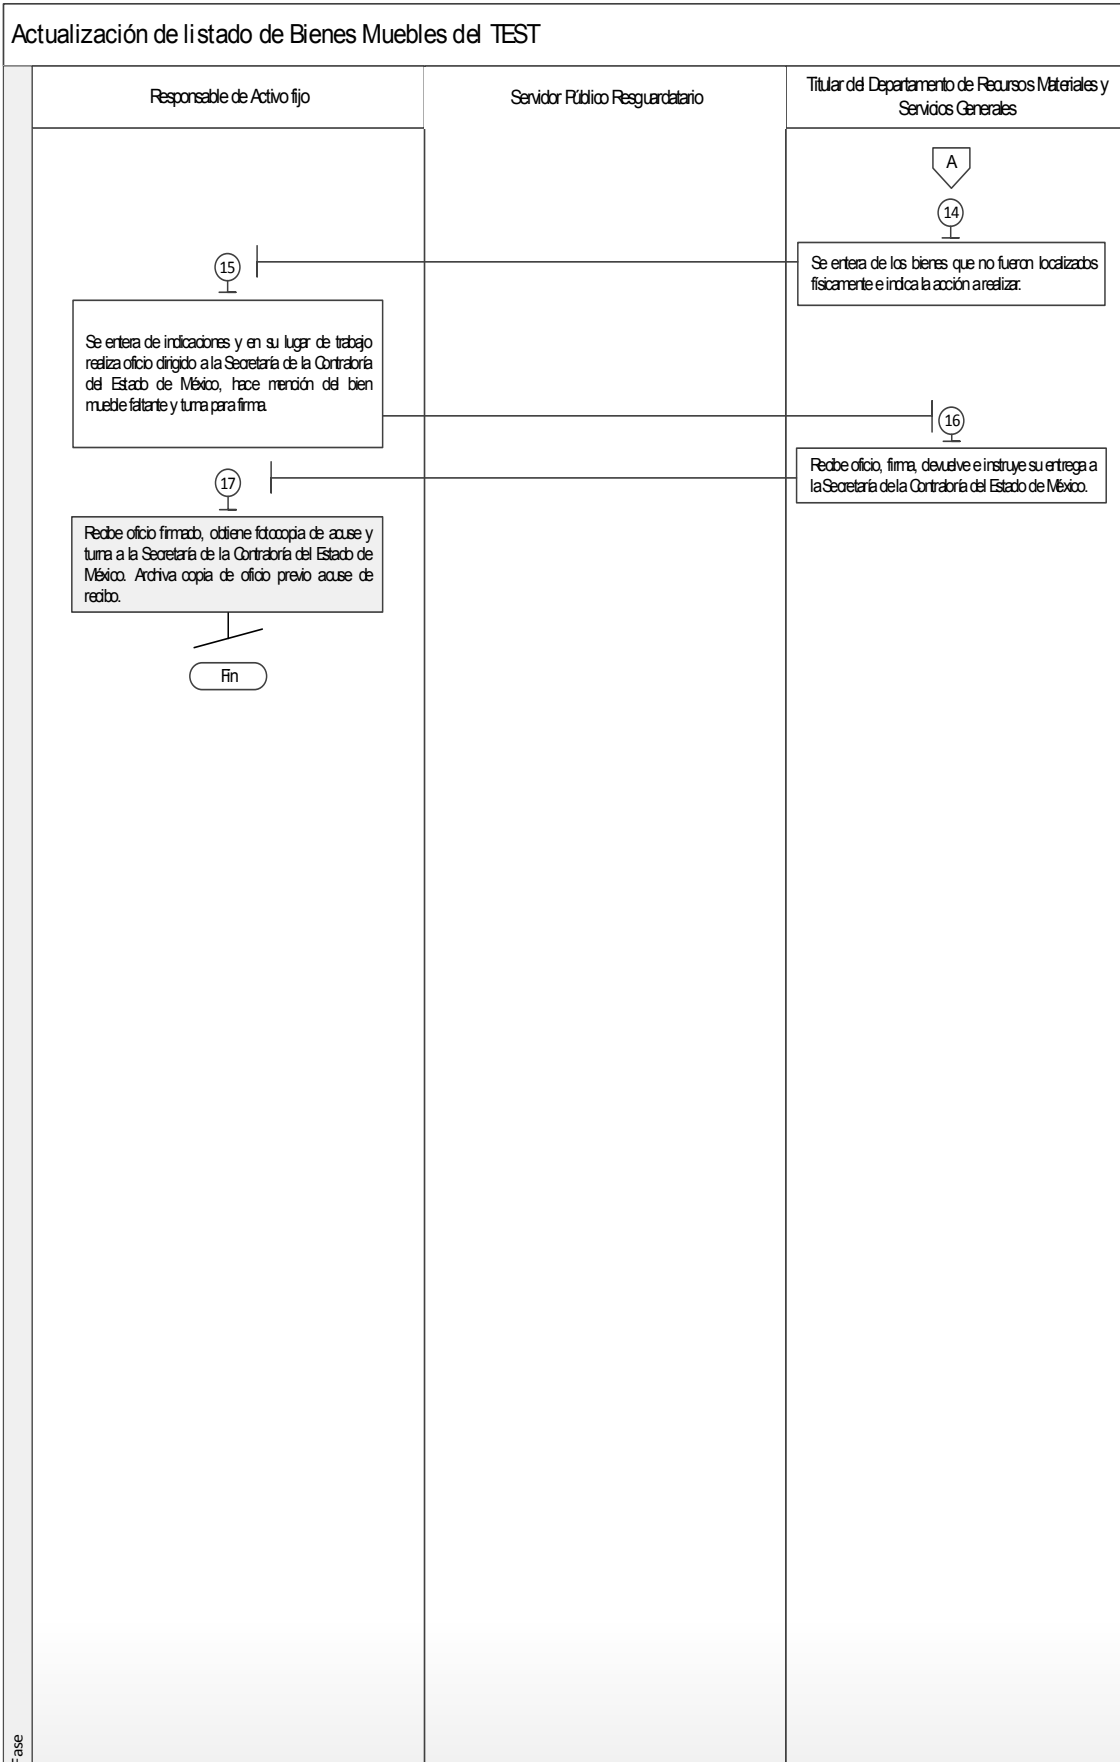 Actualización de listado de Bienes Muebles del TEST
Responsable de Activo fijo
Servidor Público Resguardatario
Titular del Departamento de Recursos Materiales y
Servicios Generales
A
14
Se entera de los bienes que no fueron localizados
físicamente e indica la acción a realizar.
15
Se entera de indicaciones y en su lugar de trabajo
realiza oficio dirigido a la Secretaría de la Contraloría
del Estado de México, hace mención del bien
mueble faltante y turna para firma.
16
Recibe oficio, firma, devuelve e instruye su entrega a
la Secretaría de la Contraloría del Estado de México.
17
Recibe oficio firmado, obtiene fotocopia de acuse y
turna a la Secretaría de la Contraloría del Estado de
México. Archiva copia de oficio previo acuse de
recibo.
Fin
Fase